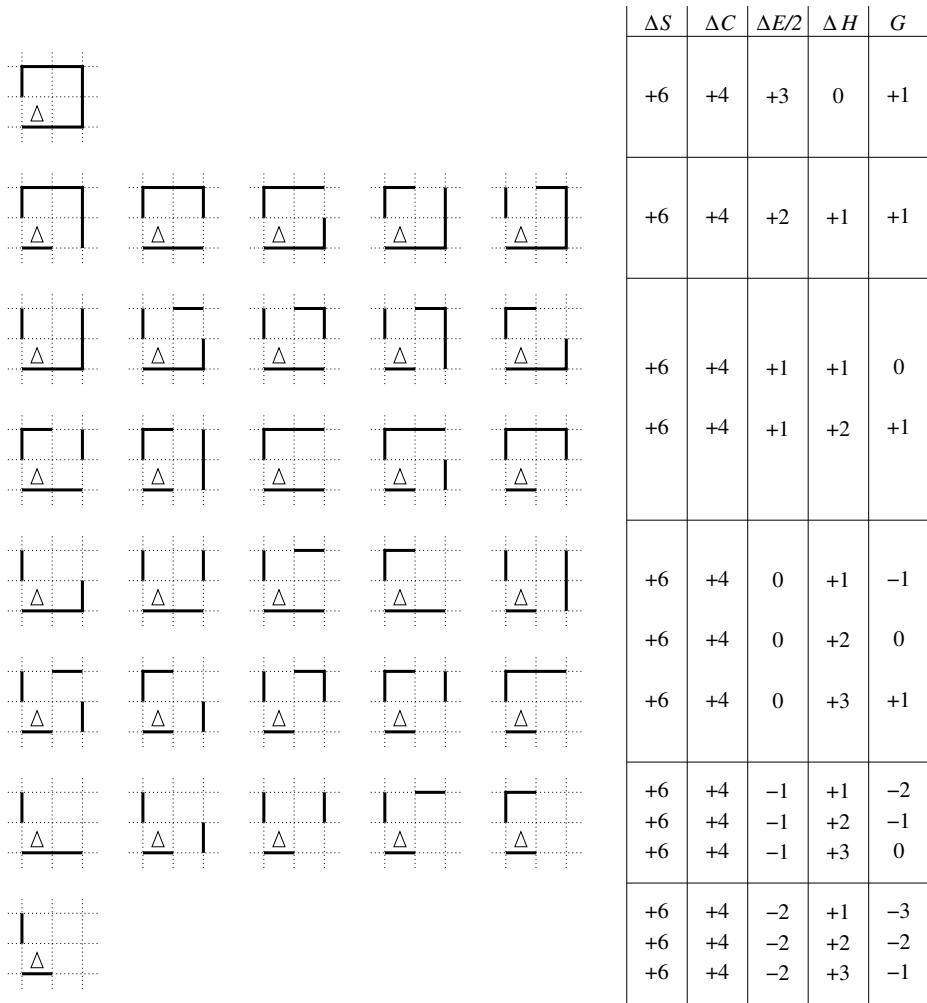 ΔS ΔC ΔE/2 ΔH G
+6 +4 +3 0 +1
Δ
Δ Δ Δ Δ Δ
+6 +4 +2 +1 +1
Δ Δ Δ Δ Δ
+6 +4 +1 +1 0
+6 +4 +1 +2 +1
Δ Δ Δ Δ Δ
+6 +4 0 +1 −1
Δ Δ Δ Δ Δ
+6 +4 0 +2 0
+6 +4 0 +3 +1
Δ Δ Δ Δ Δ
+6 +4 −1 +1 −2
+6 +4 −1 +2 −1
Δ Δ Δ Δ Δ
+6 +4 −1 +3 0
+6 +4 −2 +1 −3
+6 +4 −2 +2 −2
Δ
+6 +4 −2 +3 −1